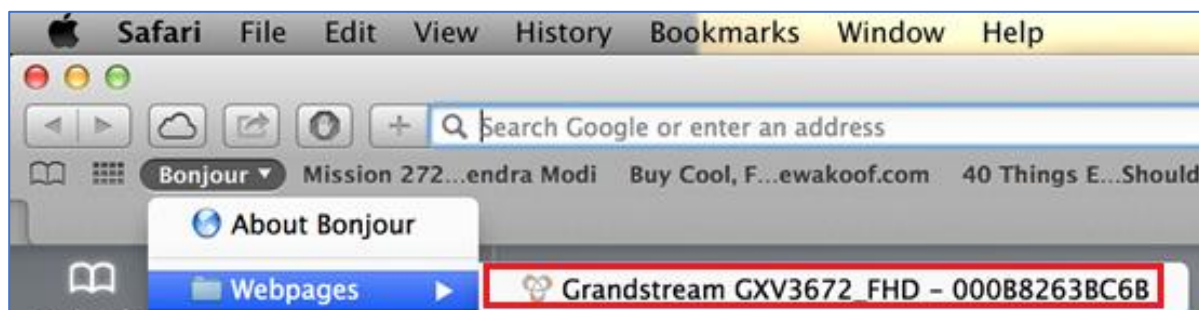 Safari File Edit View History Bookmarks Window Help
Search Google or enter an address
Bonjour ▼ Mission 272...endra Modi Buy Cool, F...ewakoof.com 40 Things E...Should
About Bonjour
Webpages Grandstream GXV3672_FHD – 000B8263BC6B